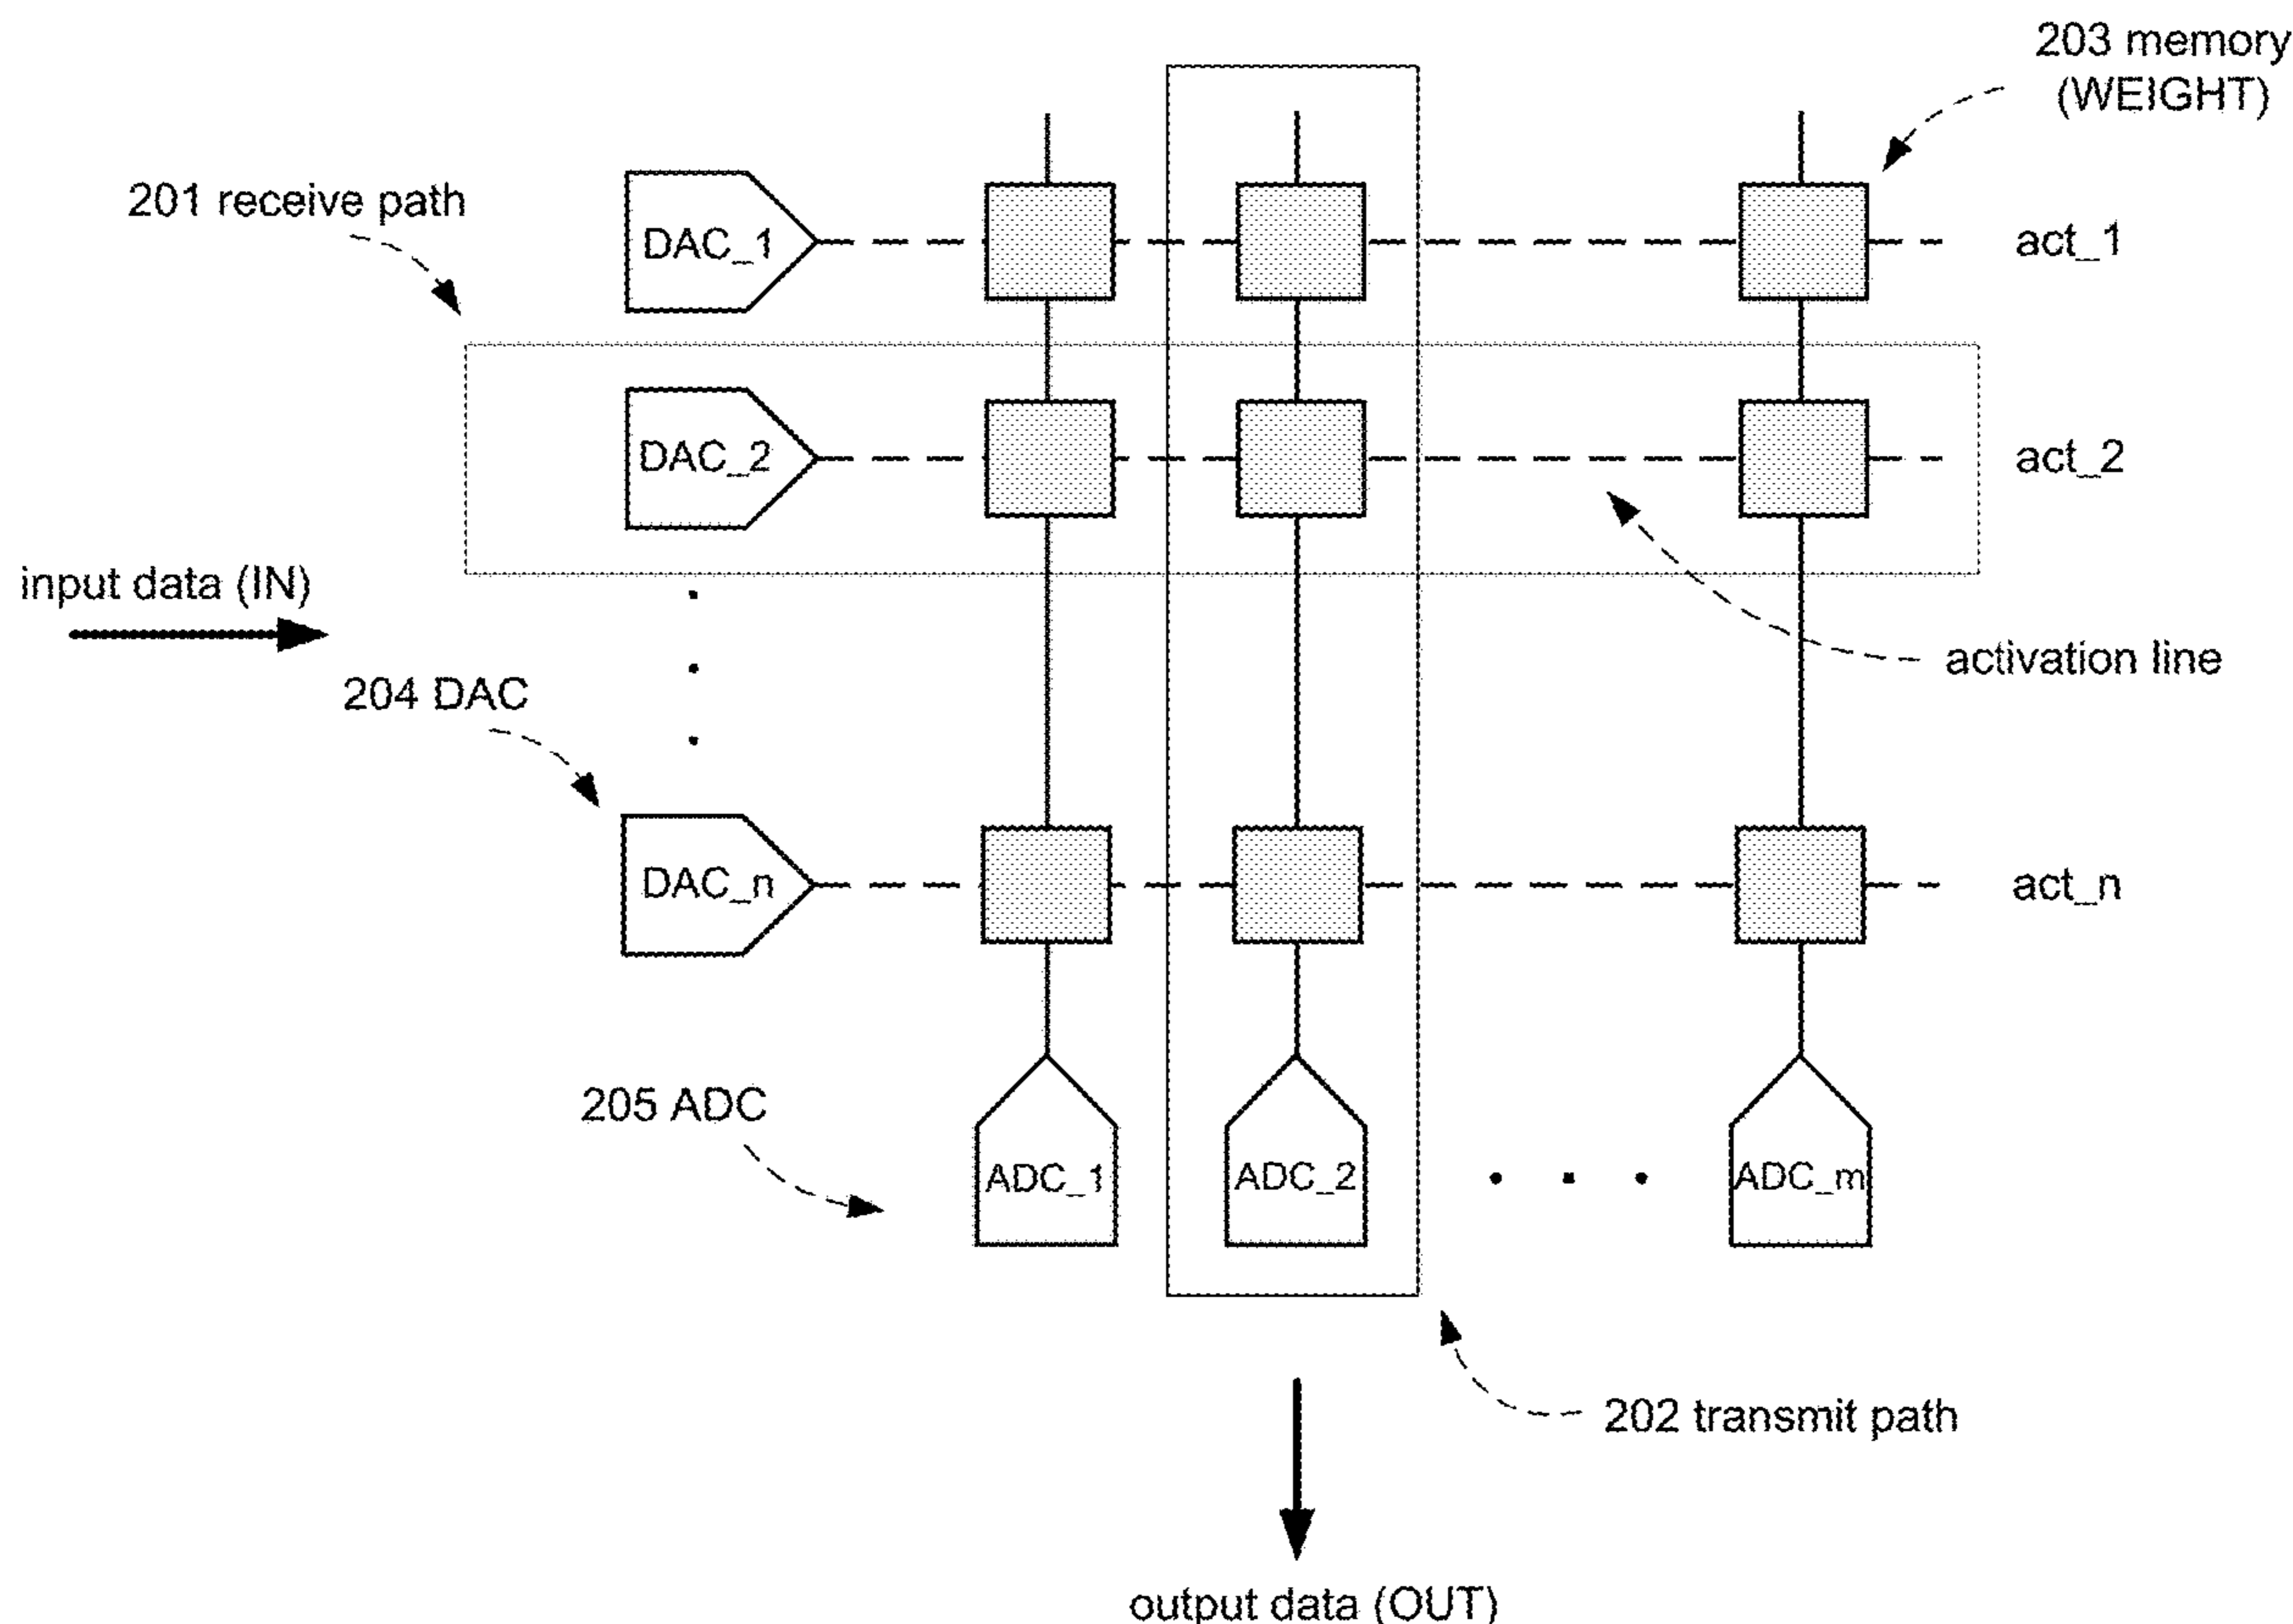 203 memory
(WEIGHT)
201 receive path
DAC_1
act_1
DAC_2
act_2
input data (IN)
activation line
204 DAC
DAC_n
act_n
205 ADC
ADC_1
ADC_2
ADC_m
202 transmit path
output data (OUT)